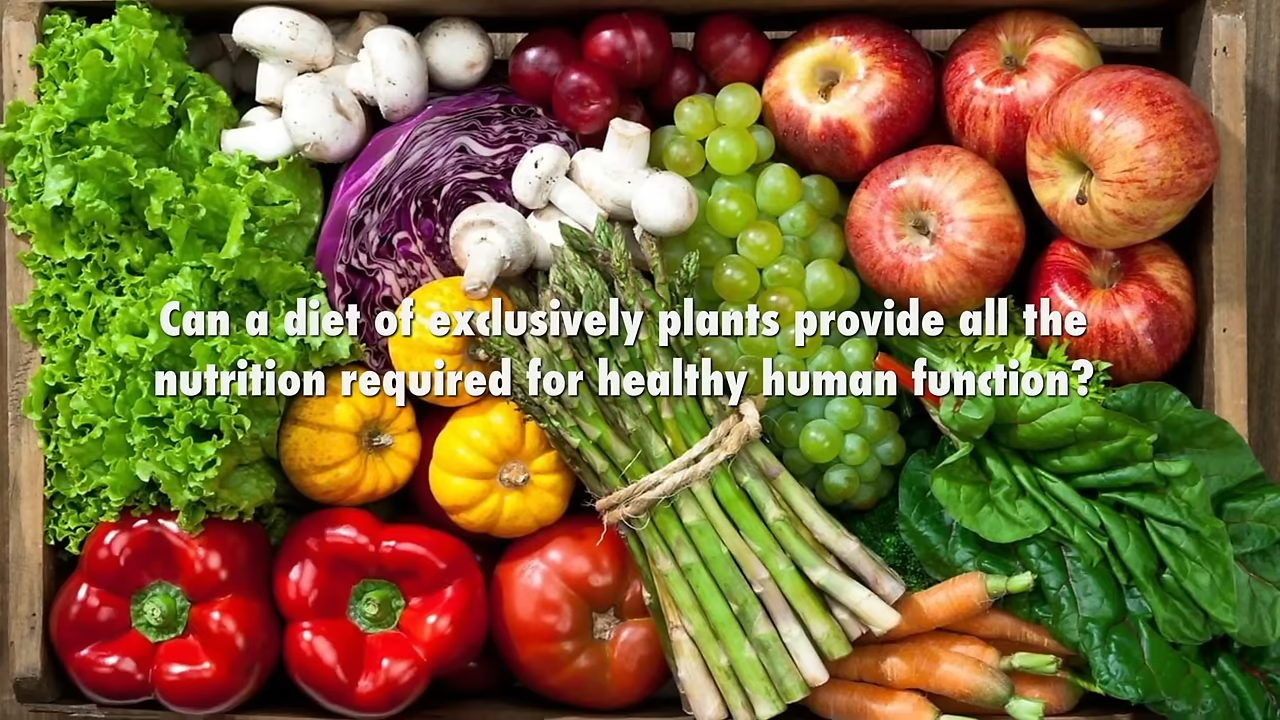 Can a diet of exclusively plants provide all the
nutrition required for healthy human function?